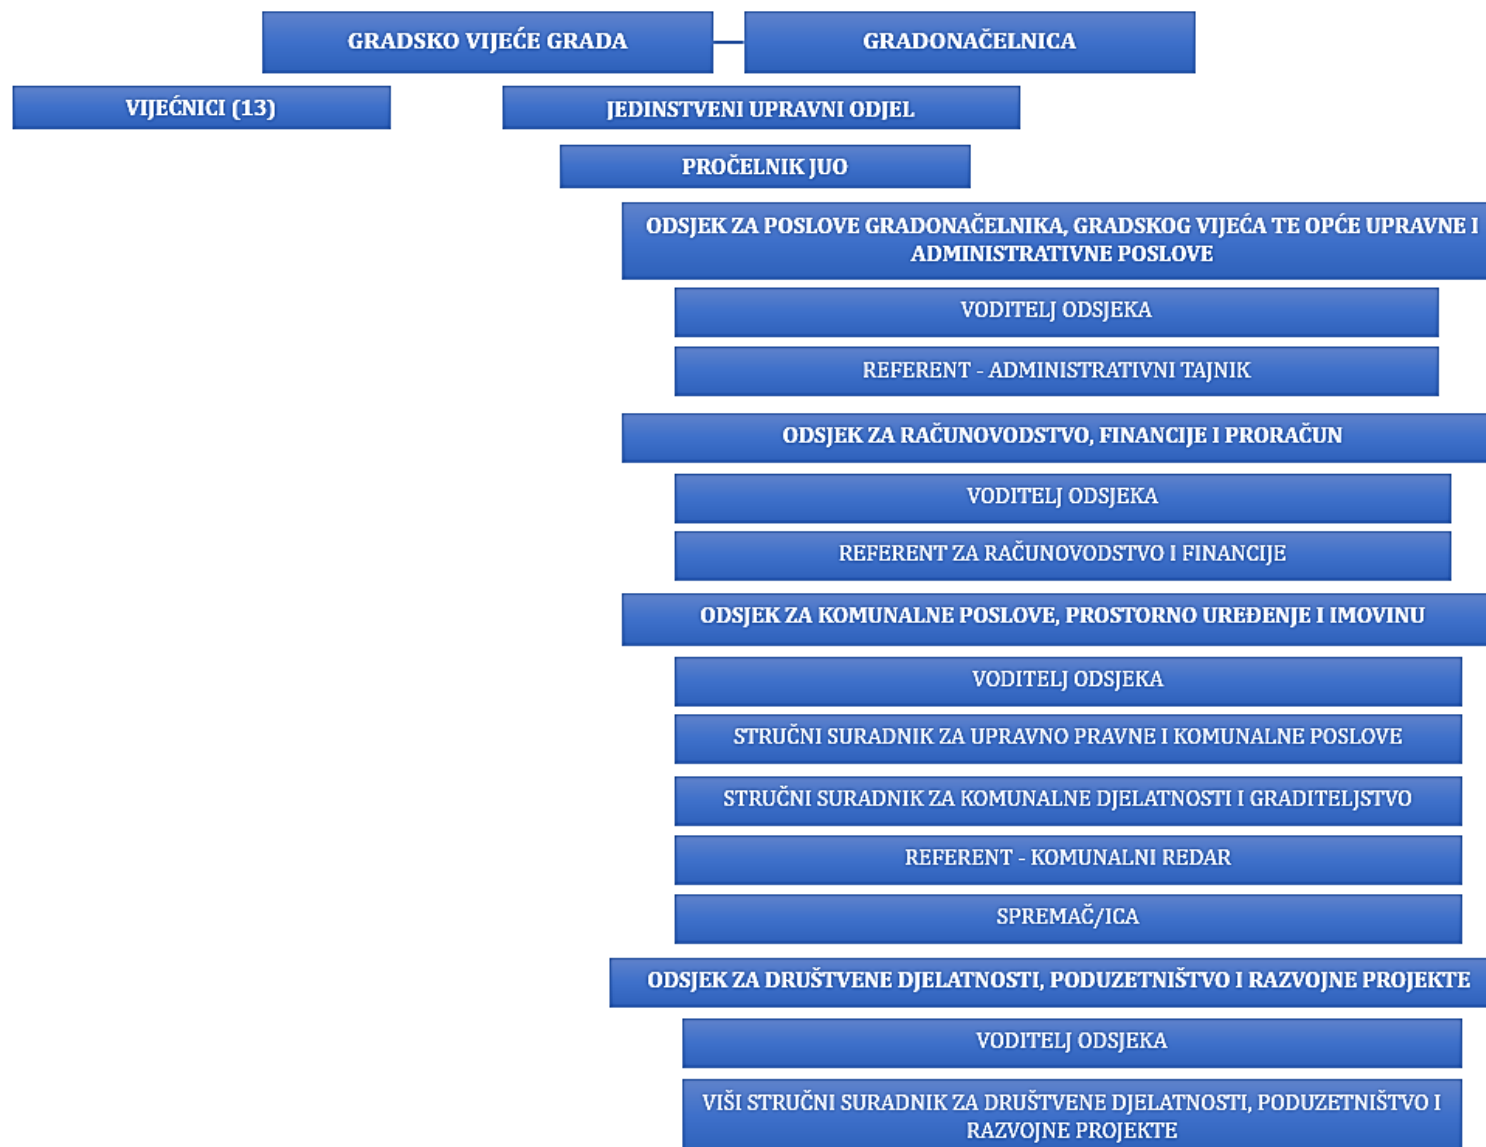 GRADSKO VIJEĆE GRADA
GRADONAČELNICA
VIJEĆNICI (13)
JEDINSTVENI UPRAVNI ODJEL
PROČELNIK JUO
ODSJEK ZA POSLOVE GRADONAČELNIKA, GRADSKOG VIJEĆA TE OPĆE UPRAVNE I
ADMINISTRATIVNE POSLOVE
VODITELJ ODSJEKA
REFERENT - ADMINISTRATIVNI TAJNIK
ODSJEK ZA RAČUNOVODSTVO, FINANCIJE I PRORAČUN
VODITELJ ODSJEKA
REFERENT ZA RAČUNOVODSTVO I FINANCIJE
ODSJEK ZA KOMUNALNE POSLOVE, PROSTORNO UREĐENJE I IMOVINU
VODITELJ ODSJEKA
STRUČNI SURADNIK ZA UPRAVNO PRAVNE I KOMUNALNE POSLOVE
STRUČNI SURADNIK ZA KOMUNALNE DJELATNOSTI I GRADITELJSTVO
REFERENT - KOMUNALNI REDAR
SPREMAČ/ICA
ODSJEK ZA DRUŠTVENE DJELATNOSTI, PODUZETNIŠTVO I RAZVOJNE PROJEKTE
VODITELJ ODSJEKA
VIŠI STRUČNI SURADNIK ZA DRUŠTVENE DJELATNOSTI, PODUZETNIŠTVO I
RAZVOJNE PROJEKTE